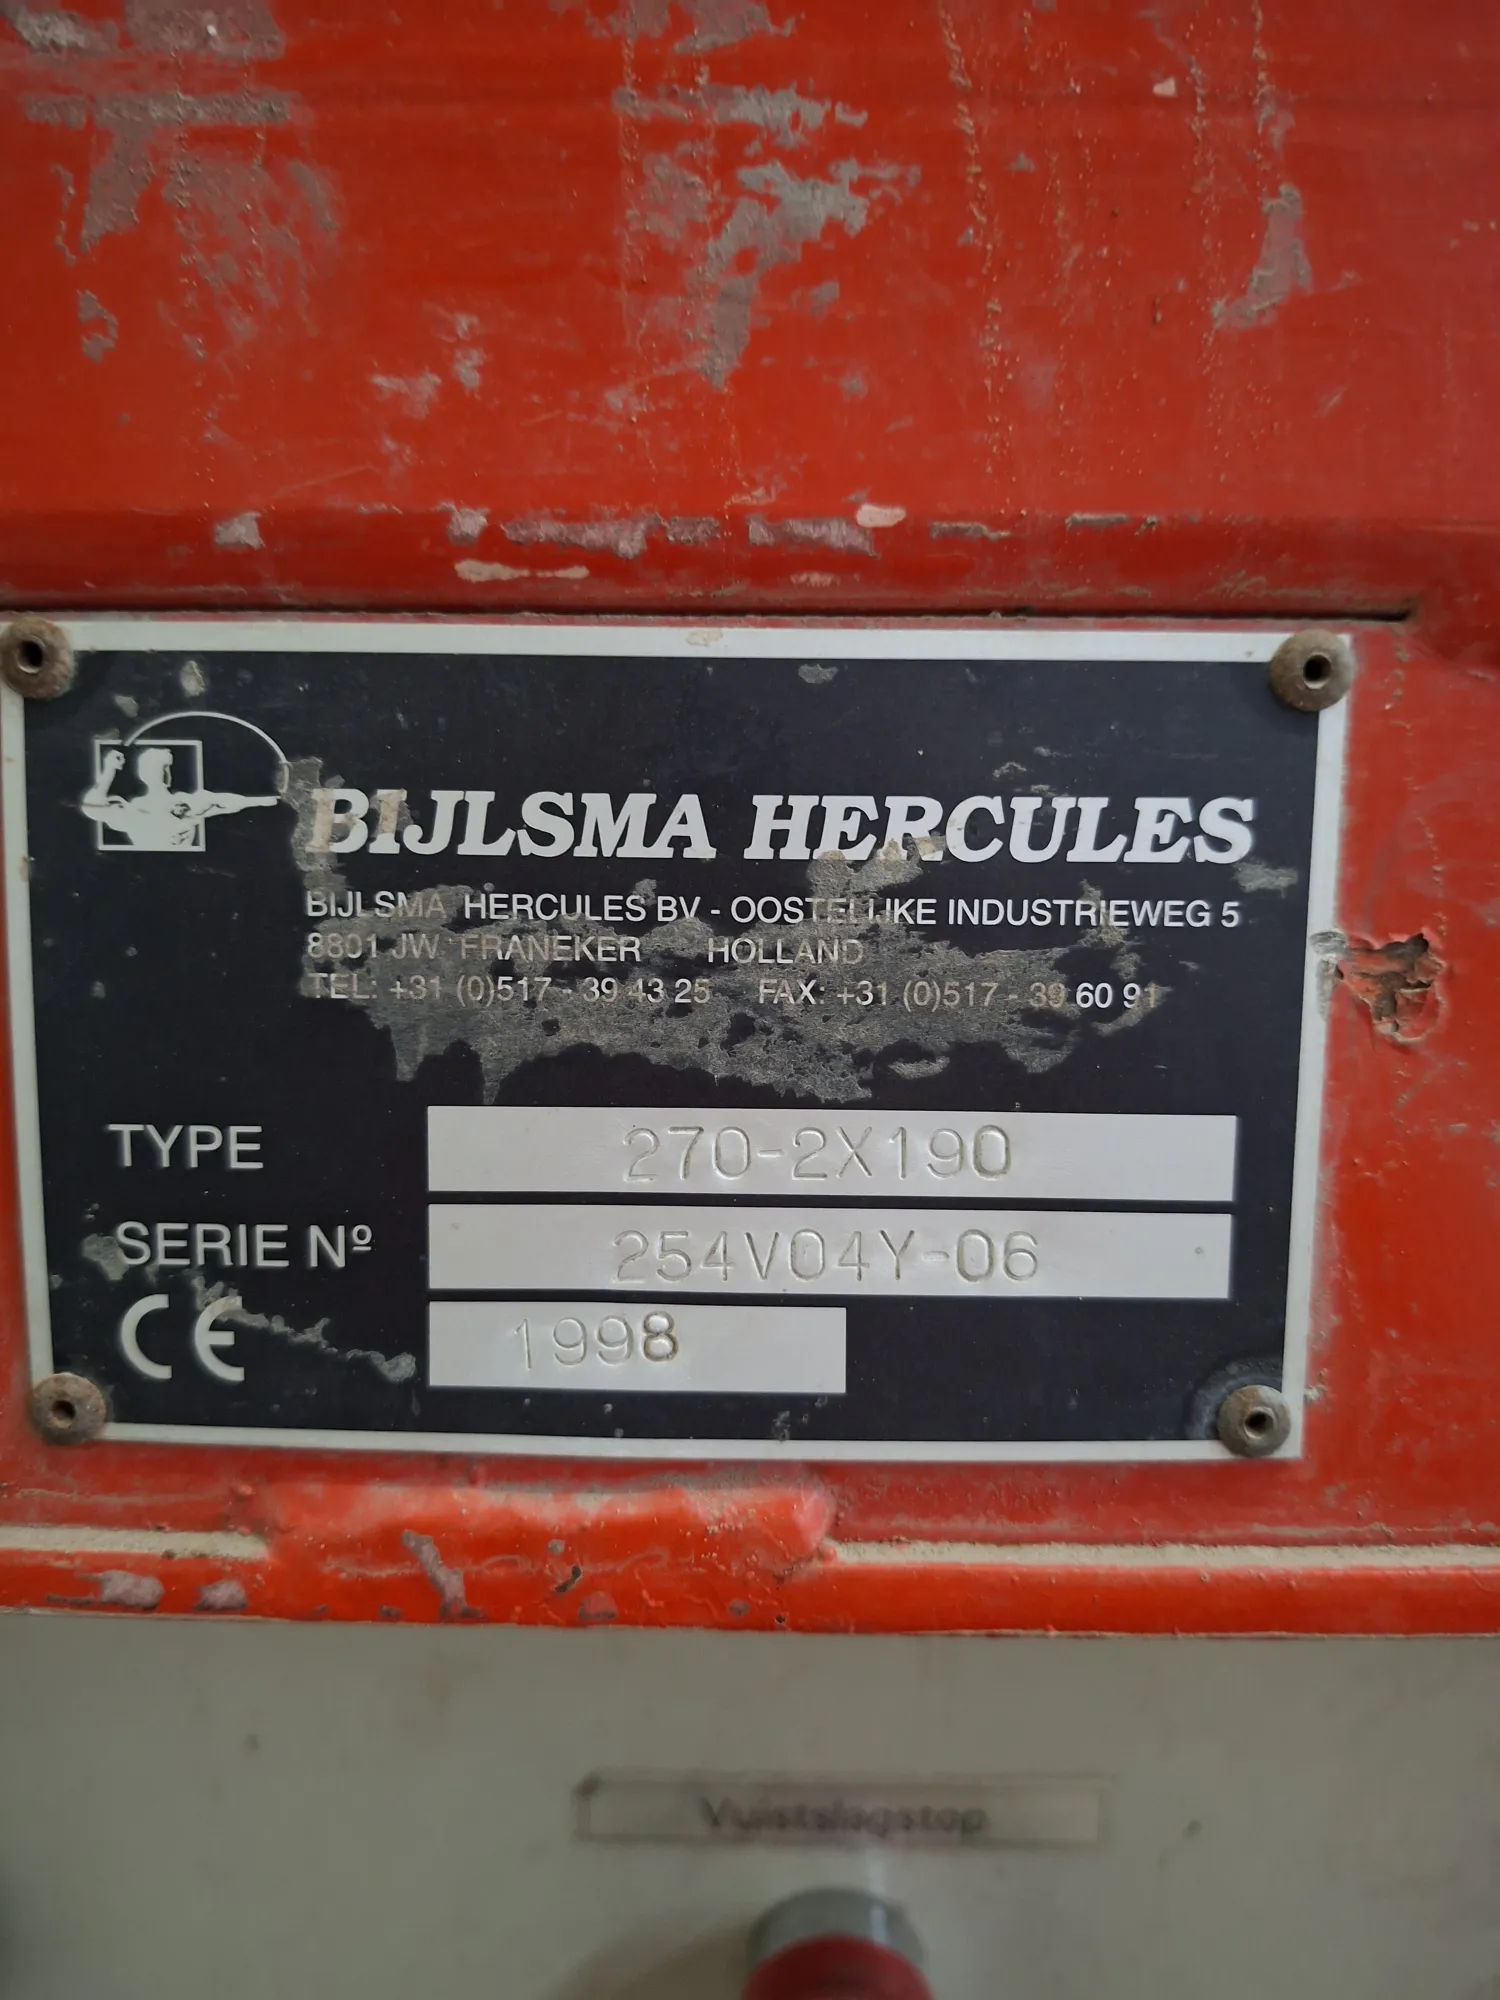 BIJLSMA HERCULES
BIJLSMA HERCULES BV - OOSTELIJKE INDUSTRIEWEG 5
8801 JW FRANEKER HOLLAND
TEL: +31 (0)517 - 39 43 25 FAX: +31 (0)517 - 39 60 91
TYPE 270-2X190
SERIE Nº 254V04Y-06
CE 1998
Vuistslagstop